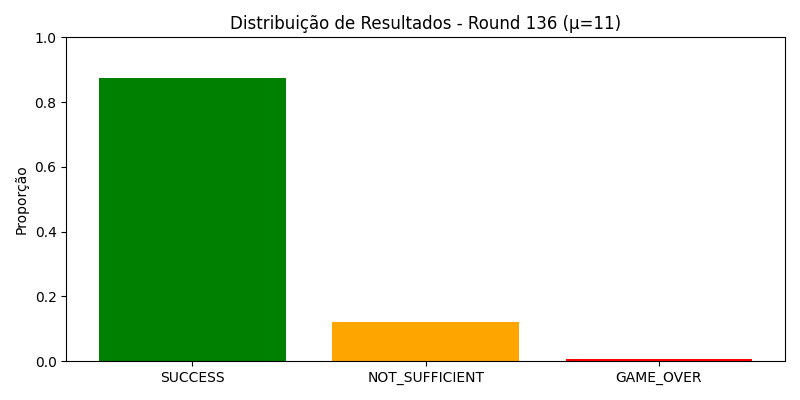 Distribuição de Resultados - Round 136 (μ=11)
1.0
0.8
0.6
0.4
0.2
0.0
Proporção
SUCCESS
NOT_SUFFICIENT
GAME_OVER